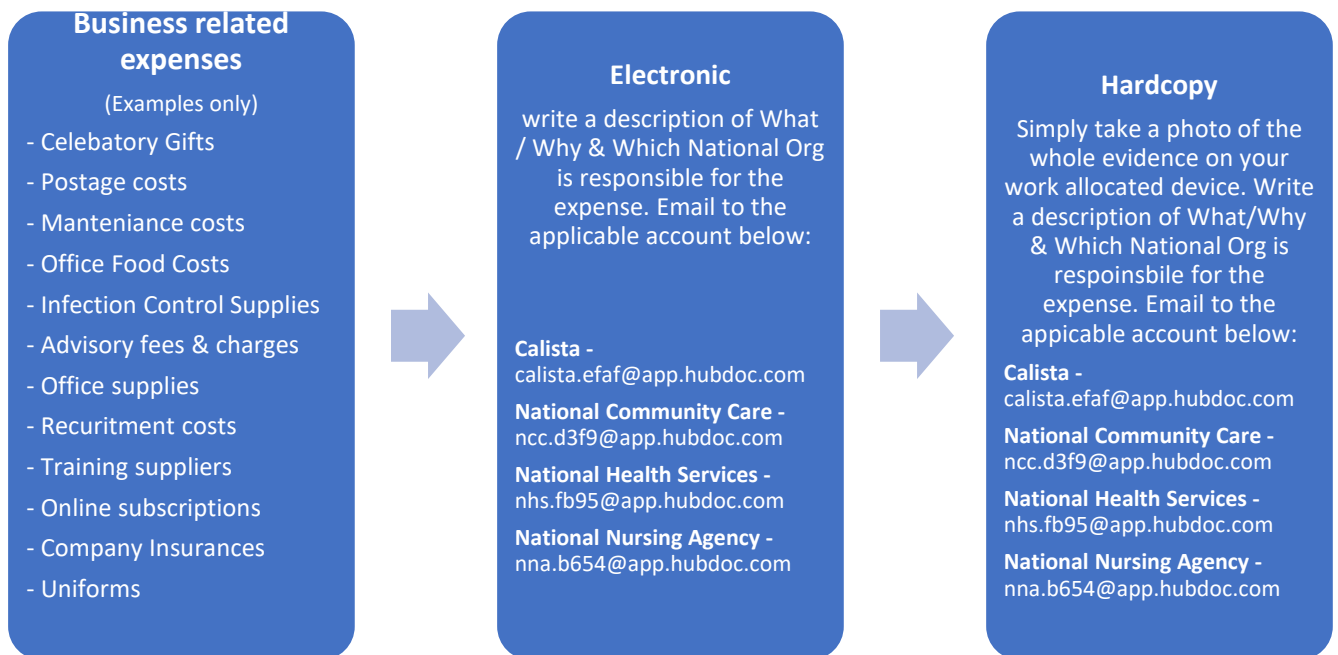 Business related
expenses
(Examples only)
- Celebatory Gifts
- Postage costs
- Manteniance costs
- Office Food Costs
- Infection Control Supplies
- Advisory fees & charges
- Office supplies
- Recuritment costs
- Training suppliers
- Online subscriptions
- Company Insurances
- Uniforms
Electronic
write a description of What
/ Why & Which National Org
is responsible for the
expense. Email to the
applicable account below:
Calista -
calista.efaf@app.hubdoc.com
National Community Care -
ncc.d3f9@app.hubdoc.com
National Health Services -
nhs.fb95@app.hubdoc.com
National Nursing Agency -
nna.b654@app.hubdoc.com
Hardcopy
Simply take a photo of the
whole evidence on your
work allocated device. Write
a description of What/Why
& Which National Org is
respoinsbile for the
expense. Email to the
appicable account below:
Calista -
calista.efaf@app.hubdoc.com
National Community Care -
ncc.d3f9@app.hubdoc.com
National Health Services -
nhs.fb95@app.hubdoc.com
National Nursing Agency -
nna.b654@app.hubdoc.com